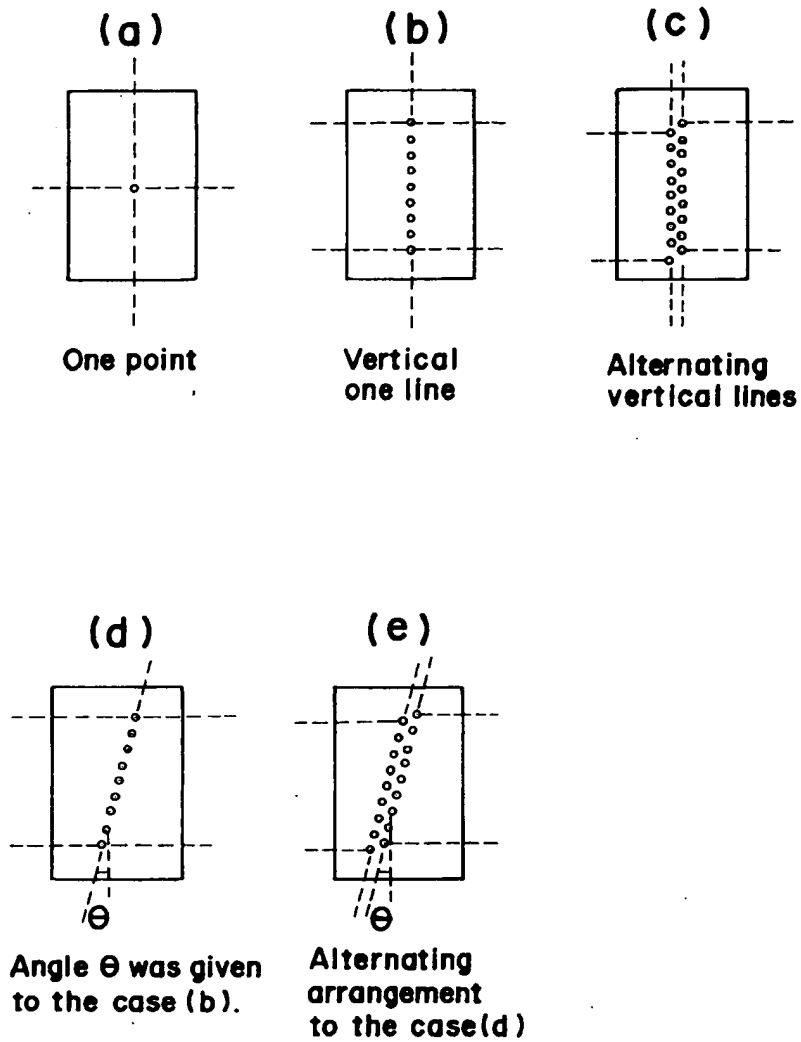 (a)
(b)
(c)
One point
Vertical
one line
Alternating
vertical lines
(d)
(e)
θ
θ
Angle θ was given
to the case (b).
Alternating
arrangement
to the case(d)